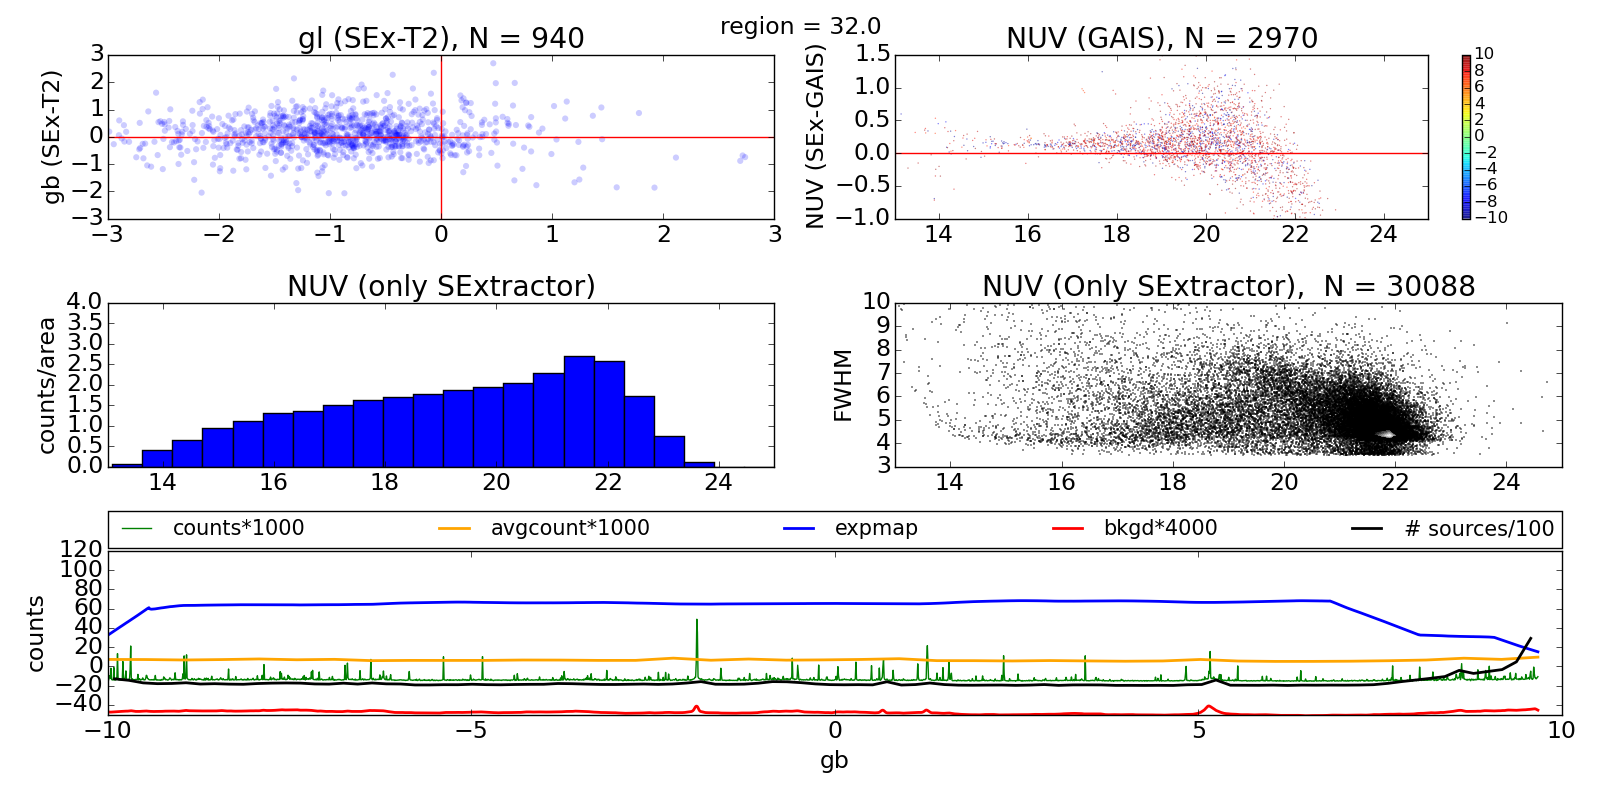 region = 32.0
gl (SEx-T2), N = 940
gb (SEx-T2)
3
2
1
0
−1
−2
−3
−3 −2 −1 0 1 2 3
NUV (GAIS), N = 2970
NUV (SEx-GAIS)
1.5
1.0
0.5
0.0
−0.5
−1.0
14 16 18 20 22 24
10
8
6
4
2
0
−2
−4
−6
−8
−10
NUV (only SExtractor)
counts/area
4.0
3.5
3.0
2.5
2.0
1.5
1.0
0.5
0.0
14 16 18 20 22 24
NUV (Only SExtractor), N = 30088
FWHM
10
9
8
7
6
5
4
3
14 16 18 20 22 24
counts*1000 avgcount*1000 expmap bkgd*4000 # sources/100
counts
120
100
80
60
40
20
0
−20
−40
−10 −5 0 5 10
gb